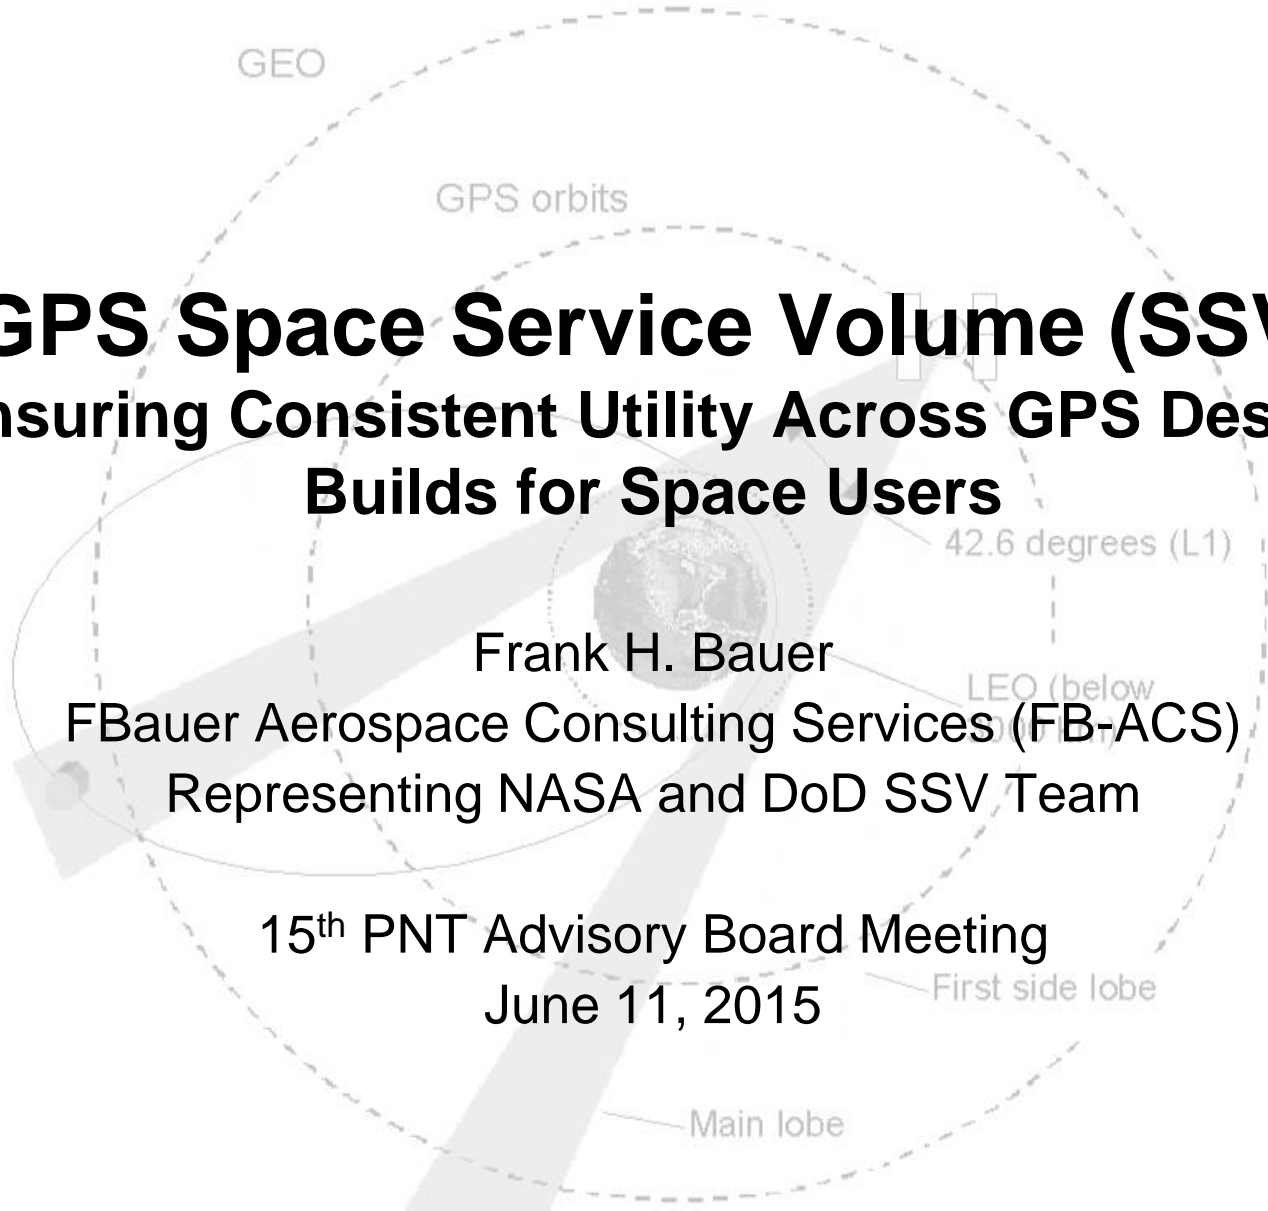 GEO
GPS orbits
GPS Space Service Volume (SSV
nsuring Consistent Utility Across GPS Des
Builds for Space Users
42.6 degrees (L1)
Frank H. Bauer
LEO (below
FBauer Aerospace Consulting Services (FB-ACS)
Representing NASA and DoD SSV Team
15th PNT Advisory Board Meeting
First side lobe
June 11, 2015
Main lobe